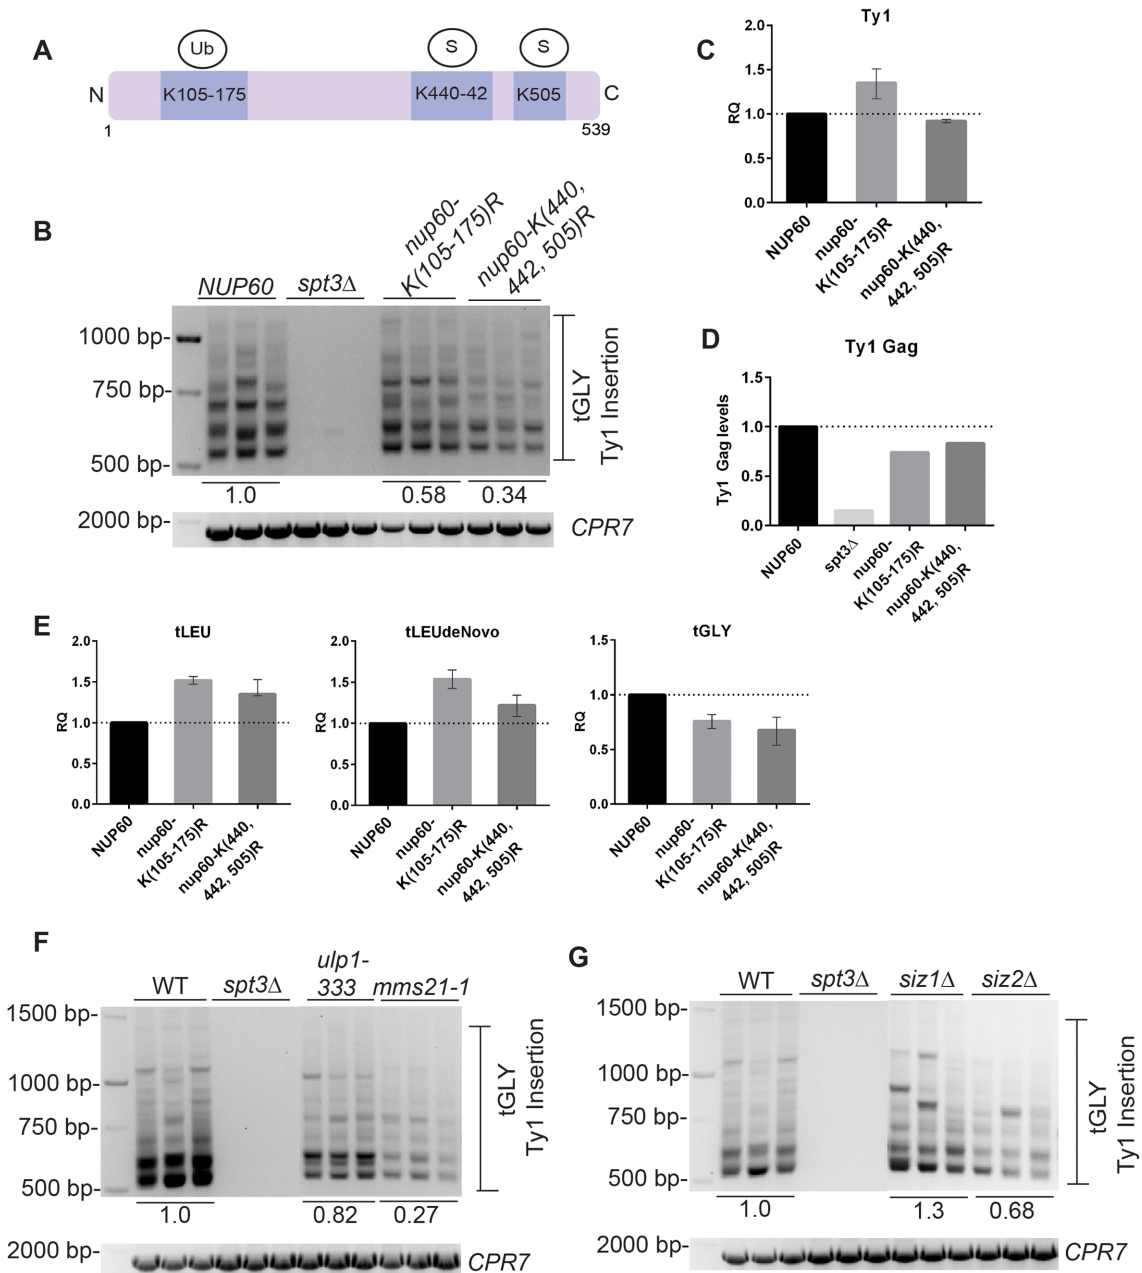 A
Ub
S
S
N
K105-175
K440-42
K505
C
1
539
B
NUP60
spt3Δ
nup60-
K(105-175)R
nup60-K(440,
442, 505)R
1000 bp-
750 bp-
500 bp-
tGLY
Ty1 Insertion
1.0
0.58
0.34
2000 bp-
CPR7
C
Ty1
2.0
1.5
1.0
0.5
0.0
RQ
NUP60
nup60-
K(105-175)R
nup60-K(440,
442, 505)R
D
Ty1 Gag
1.5
1.0
0.5
0.0
Ty1 Gag levels
NUP60
spt3Δ
nup60-
K(105-175)R
nup60-K(440,
442, 505)R
E
tLEU
2.0
1.5
1.0
0.5
0.0
RQ
NUP60
nup60-
K(105-175)R
nup60-K(440,
442, 505)R
tLEUdeNovo
2.0
1.5
1.0
0.5
0.0
RQ
NUP60
nup60-
K(105-175)R
nup60-K(440,
442, 505)R
tGLY
1.5
1.0
0.5
0.0
RQ
NUP60
nup60-
K(105-175)R
nup60-K(440,
442, 505)R
F
WT
spt3Δ
ulp1-
333
mms21-1
1500 bp-
1000 bp-
750 bp-
500 bp-
tGLY
Ty1 Insertion
1.0
0.82
0.27
2000 bp-
CPR7
G
WT
spt3Δ
siz1Δ
siz2Δ
1500 bp-
1000 bp-
750 bp-
500 bp-
tGLY
Ty1 Insertion
1.0
1.3
0.68
2000 bp-
CPR7